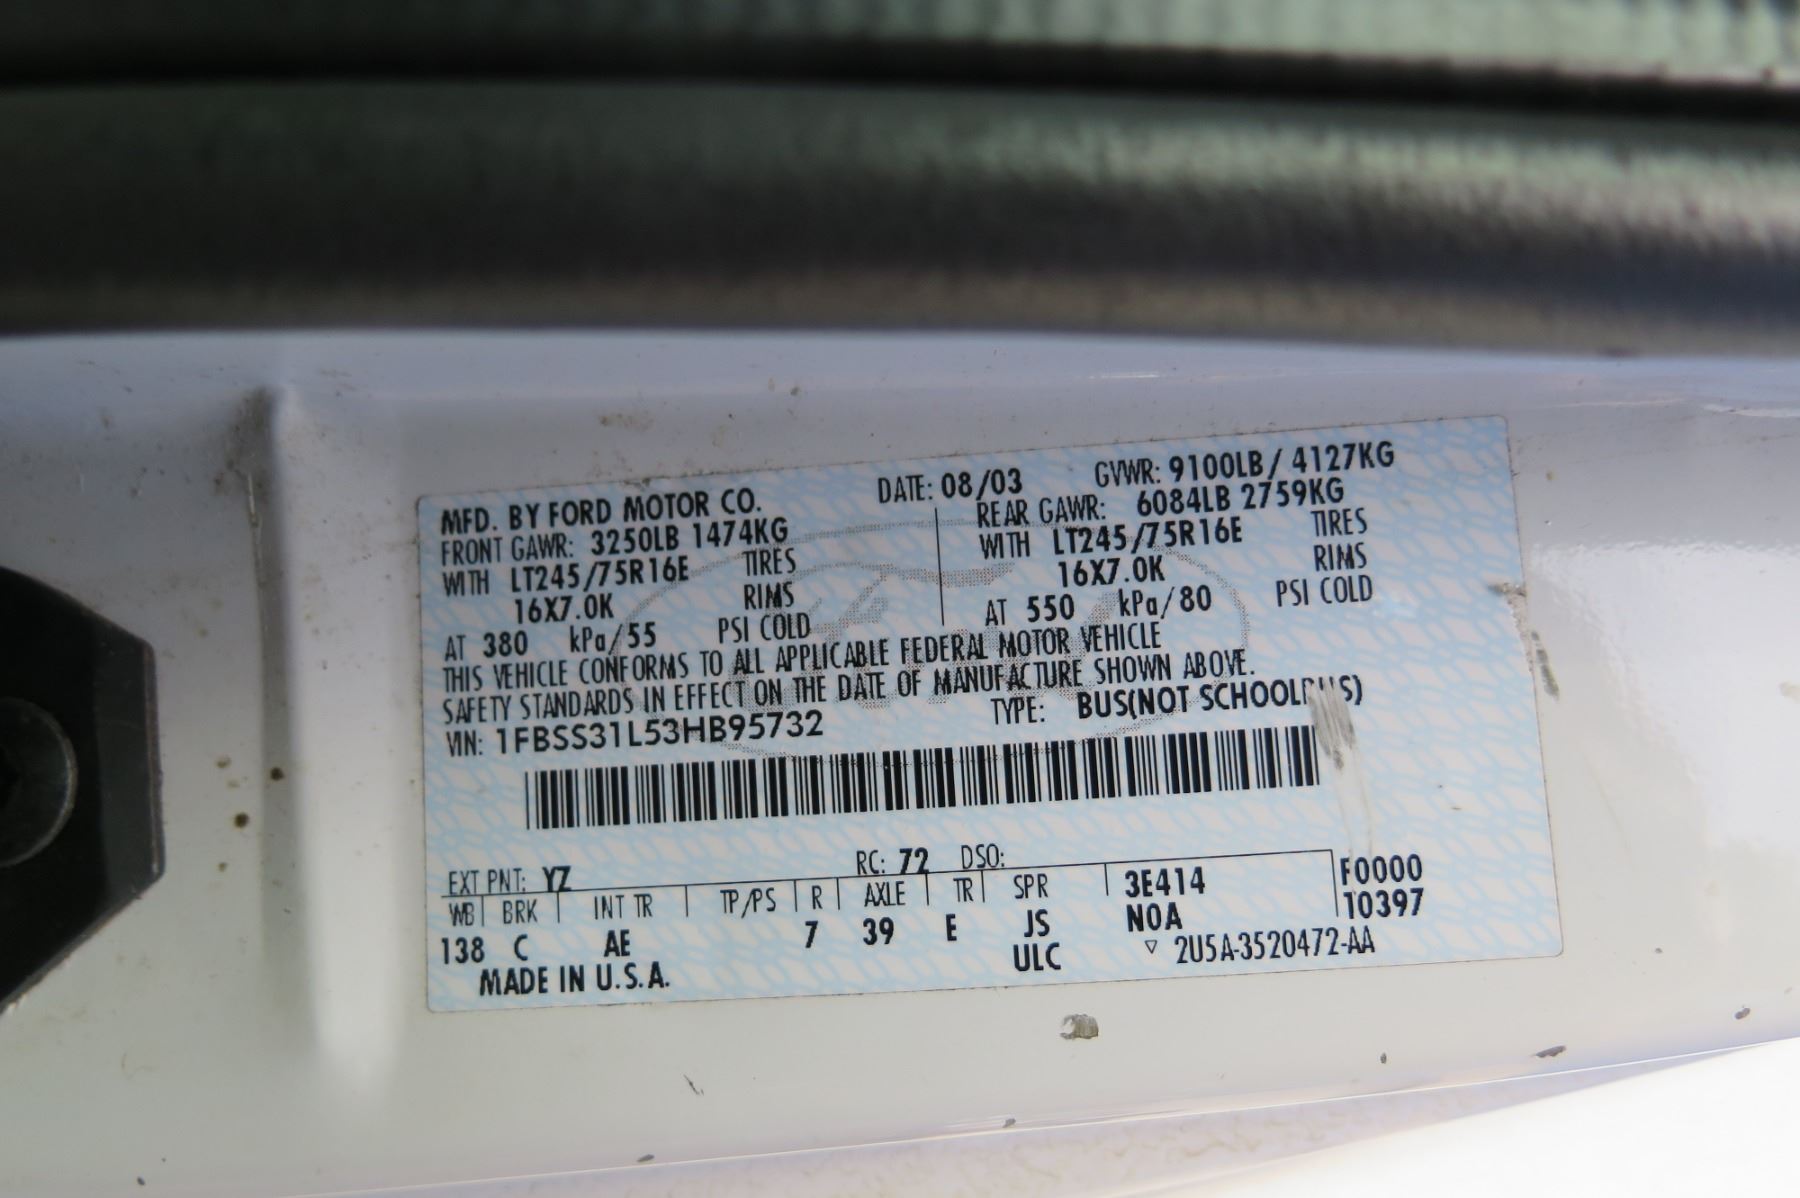 MFD. BY FORD MOTOR CO. DATE: 08/03 GVWR: 9100LB/ 4127KG
FRONT GAWR: 3250LB 1474KG REAR GAWR: 6084LB 2759KG
WITH LT245/75R16E TIRES WITH LT245/75R16E TIRES
16X7.0K RIMS 16X7.0K RIMS
AT 380 kPa/55 PSI COLD AT 550 kPa/80 PSI COLD
THIS VEHICLE CONFORMS TO ALL APPLICABLE FEDERAL MOTOR VEHICLE
SAFETY STANDARDS IN EFFECT ON THE DATE OF MANUFACTURE SHOWN ABOVE.
VIN: 1FBSS31L53HB95732 TYPE: BUS(NOT SCHOOLBUS)
EXT PNT: YZ RC: 72 DSO:
WB BRK INT TR TP/PS R AXLE TR SPR 3E414 F0000
138 C AE 7 39 E JS N0A T0397
ULC ▽ 2U5A-3520472-AA
MADE IN U.S.A.